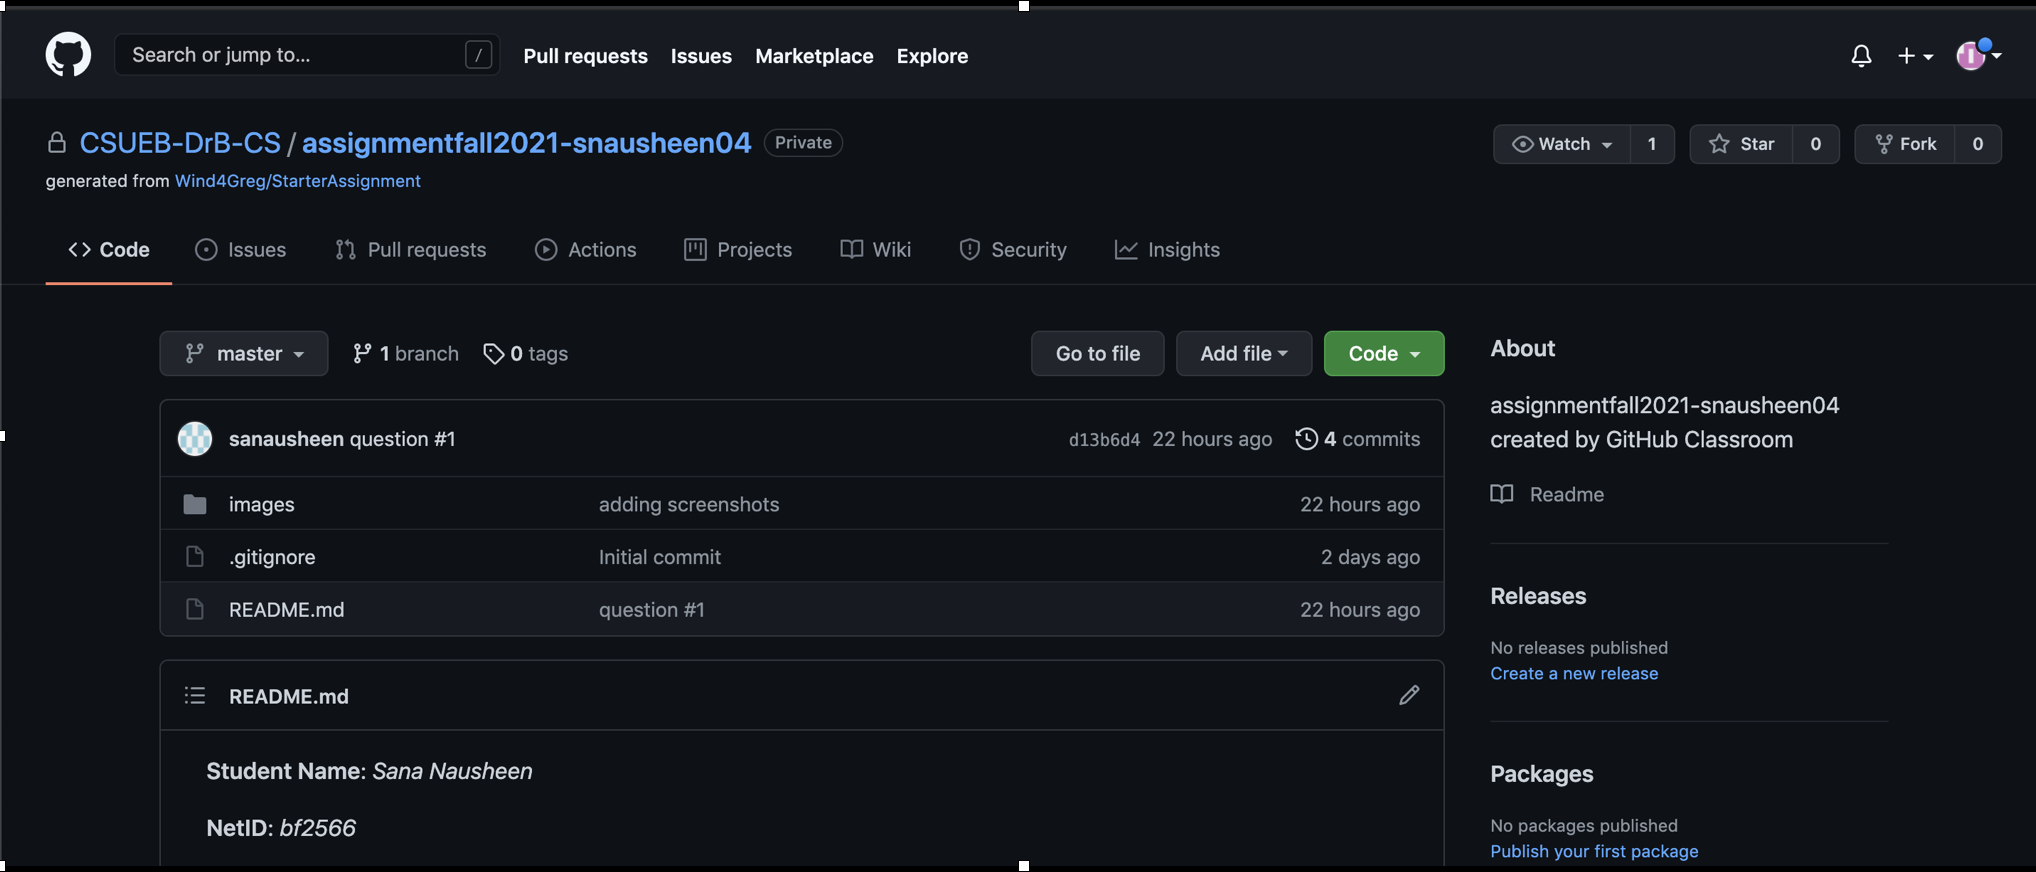 Search or jump to... / Pull requests Issues Marketplace Explore
CSUEB-DrB-CS / assignmentfall2021-snausheen04 Private Watch 1 Star 0 Fork 0
generated from Wind4Greg/StarterAssignment
Code Issues Pull requests Actions Projects Wiki Security Insights
master 1 branch 0 tags Go to file Add file Code
sanausheen question #1 d13b6d4 22 hours ago 4 commits
images adding screenshots 22 hours ago
.gitignore Initial commit 2 days ago
README.md question #1 22 hours ago
README.md
Student Name: Sana Nausheen
NetID: bf2566
About
assignmentfall2021-snausheen04
created by GitHub Classroom
Readme
Releases
No releases published
Create a new release
Packages
No packages published
Publish your first package